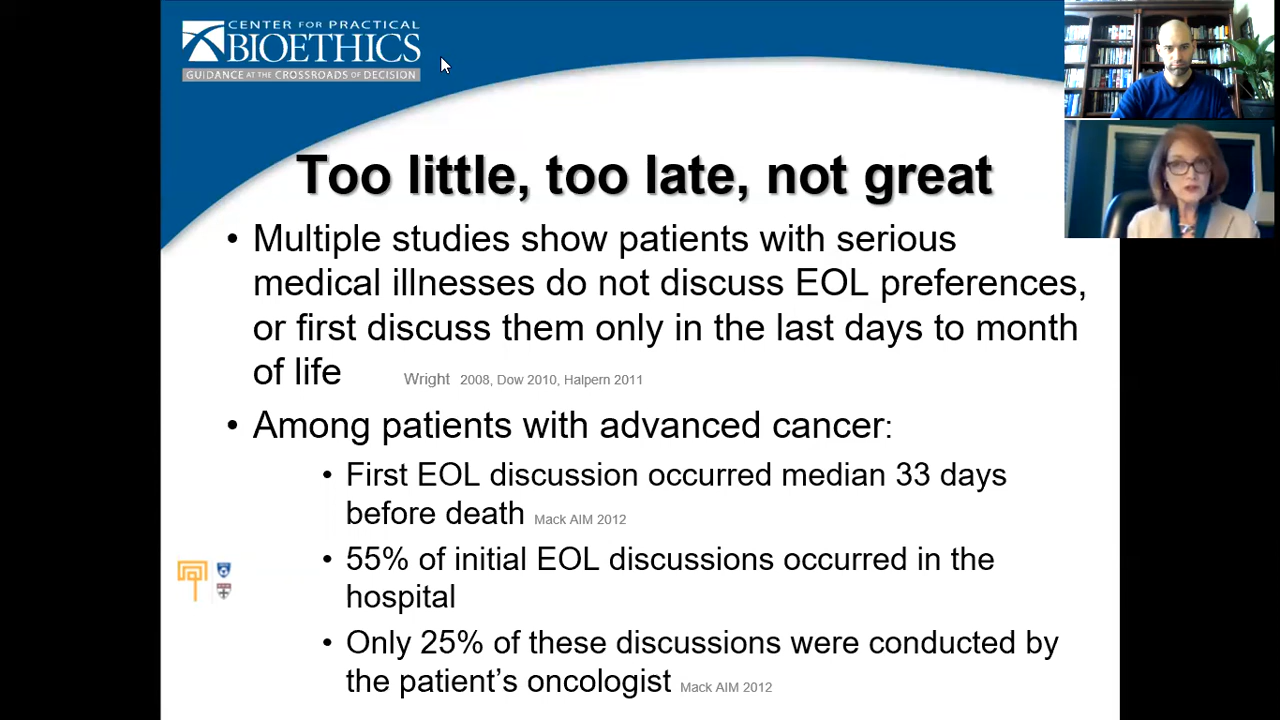 CENTER FOR PRACTICAL
BIOETHICS
GUIDANCE AT THE CROSSROADS OF DECISION
Too little, too late, not great
• Multiple studies show patients with serious
medical illnesses do not discuss EOL preferences,
or first discuss them only in the last days to month
of life Wright 2008, Dow 2010, Halpern 2011
• Among patients with advanced cancer:
• First EOL discussion occurred median 33 days
before death Mack AIM 2012
• 55% of initial EOL discussions occurred in the
hospital
• Only 25% of these discussions were conducted by
the patient’s oncologist Mack AIM 2012